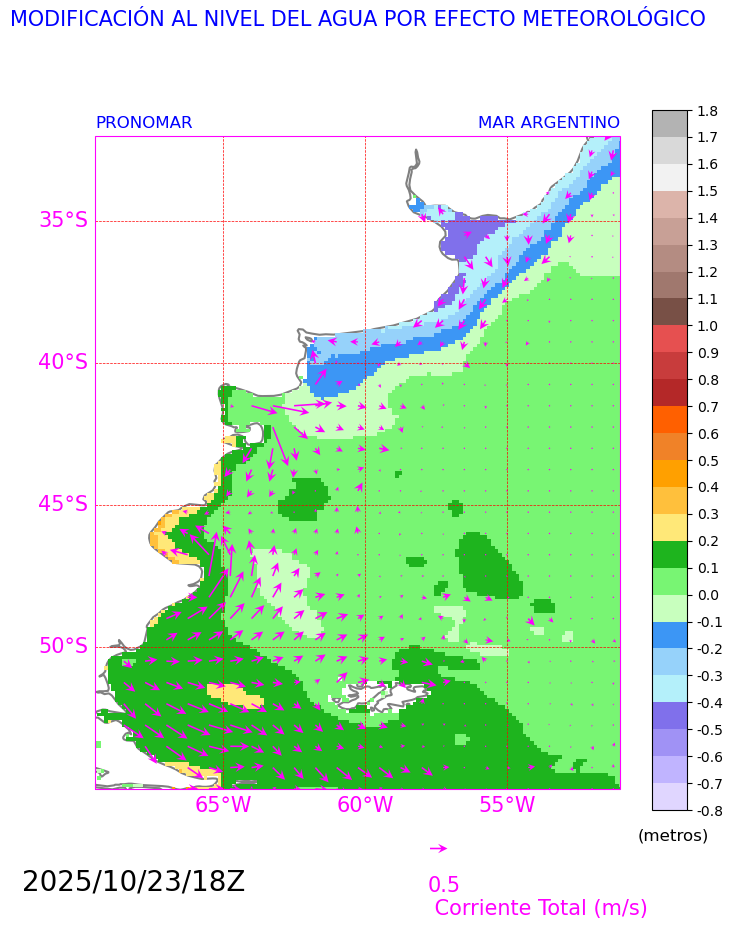 MODIFICACIÓN AL NIVEL DEL AGUA POR EFECTO METEOROLÓGICO
PRONOMAR
MAR ARGENTINO
35°S
40°S
45°S
50°S
65°W
60°W
55°W
1.8
1.7
1.6
1.5
1.4
1.3
1.2
1.1
1.0
0.9
0.8
0.7
0.6
0.5
0.4
0.3
0.2
0.1
0.0
-0.1
-0.2
-0.3
-0.4
-0.5
-0.6
-0.7
-0.8
(metros)
2025/10/23/18Z
0.5
Corriente Total (m/s)